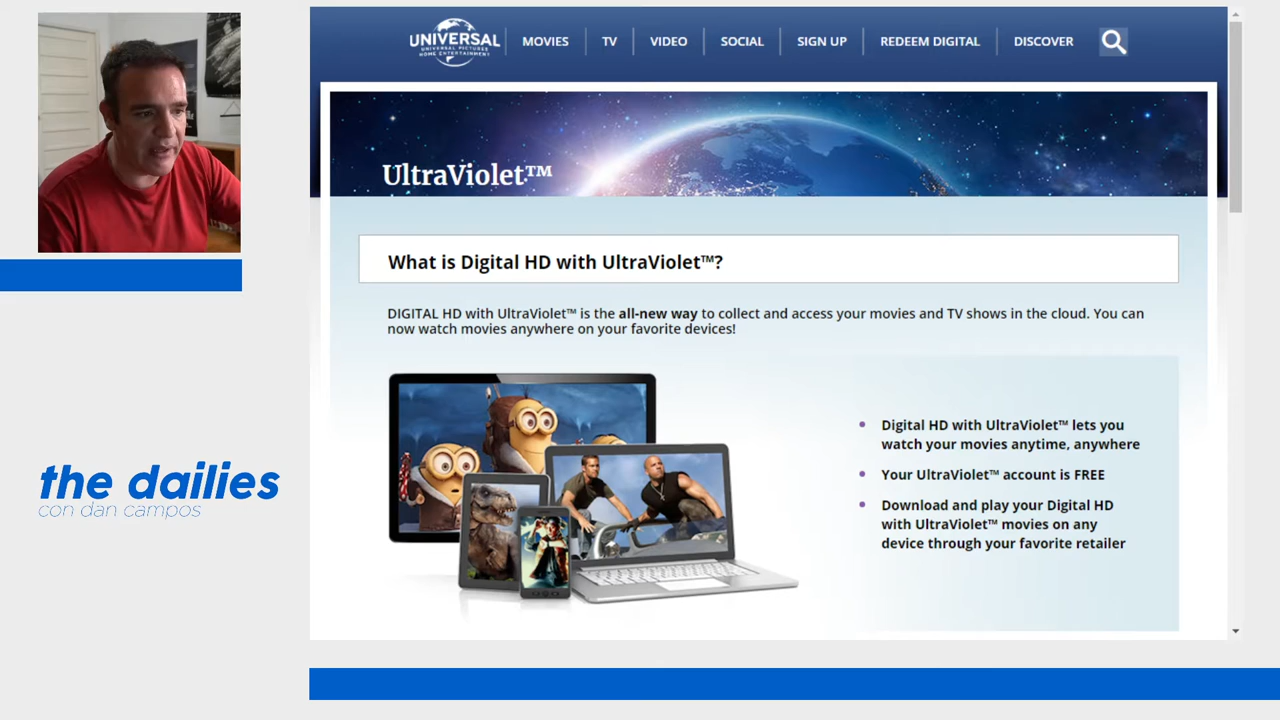 UNIVERSAL
UNIVERSAL PICTURES
HOME ENTERTAINMENT
MOVIES
TV
VIDEO
SOCIAL
SIGN UP
REDEEM DIGITAL
DISCOVER
UltraViolet™
What is Digital HD with UltraViolet™?
DIGITAL HD with UltraViolet™ is the all-new way to collect and access your movies and TV shows in the cloud. You can
now watch movies anywhere on your favorite devices!
Digital HD with UltraViolet™ lets you
watch your movies anytime, anywhere
Your UltraViolet™ account is FREE
Download and play your Digital HD
with UltraViolet™ movies on any
device through your favorite retailer
the dailies
con dan campos